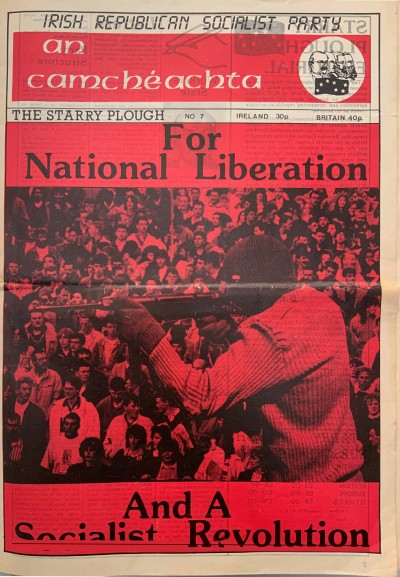 IRISH REPUBLICAN SOCIALIST PARTY
an
camchéachta
THE STARRY PLOUGH NO 7 IRELAND 30p BRITAIN 40p
For
National Liberation
And A
Socialist Revolution